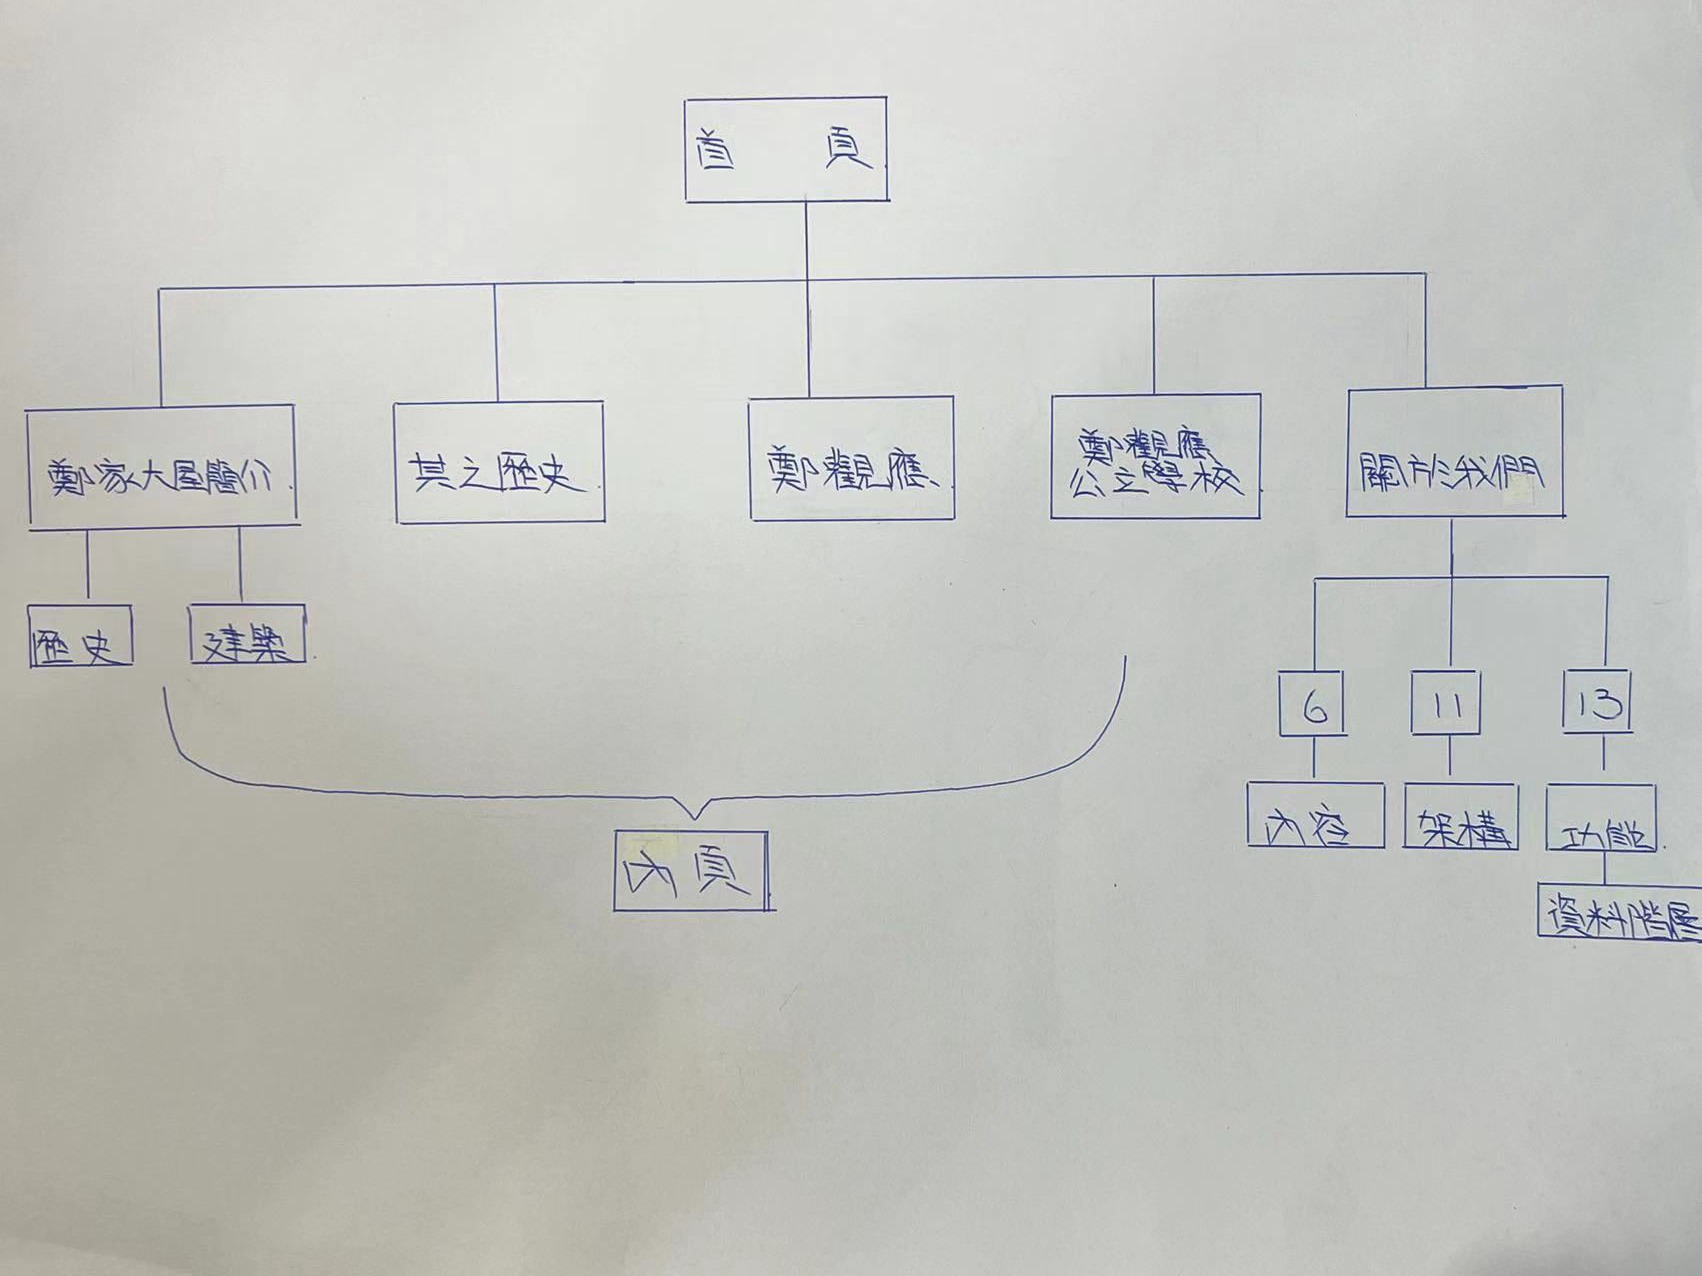 首頁
鄭家大屋簡介
其之歷史
鄭觀應
鄭觀應
公立學校
關於我們
歷史
建築
6
11
13
內容
架構
功能
資料階層
內頁